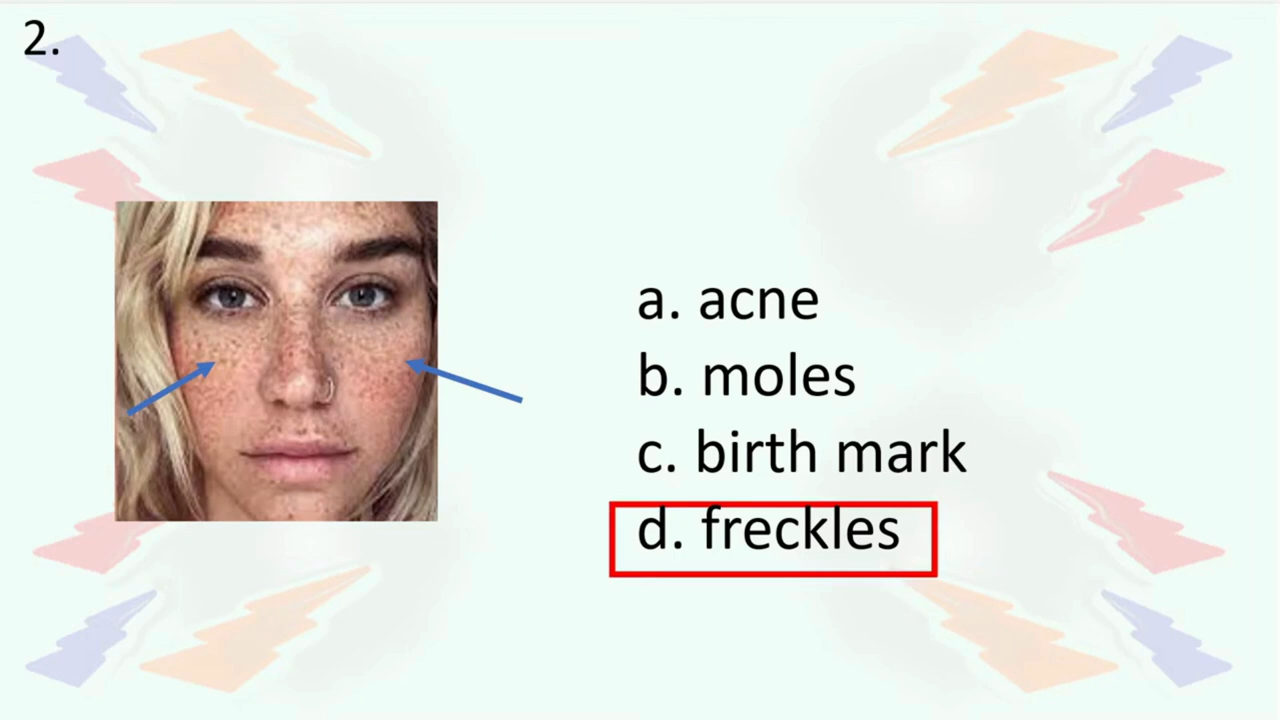 2.
a. acne
b. moles
c. birth mark
d. freckles